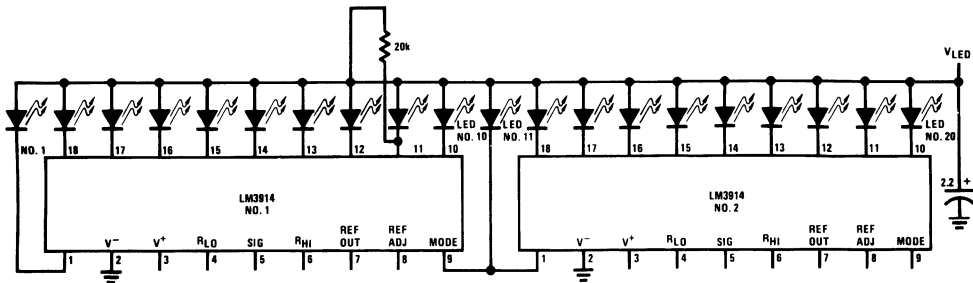 20k
V_LED
NO. 1
LED NO. 10
LED NO. 11
LED NO. 20
18 17 16 15 14 13 12 11 10
18 17 16 15 14 13 12 11 10
LM3914
NO. 1
LM3914
NO. 2
2.2 +
V− V+ RLO SIG RHI REF OUT REF ADJ MODE
1 2 3 4 5 6 7 8 9
V− V+ RLO SIG RHI REF OUT REF ADJ MODE
1 2 3 4 5 6 7 8 9